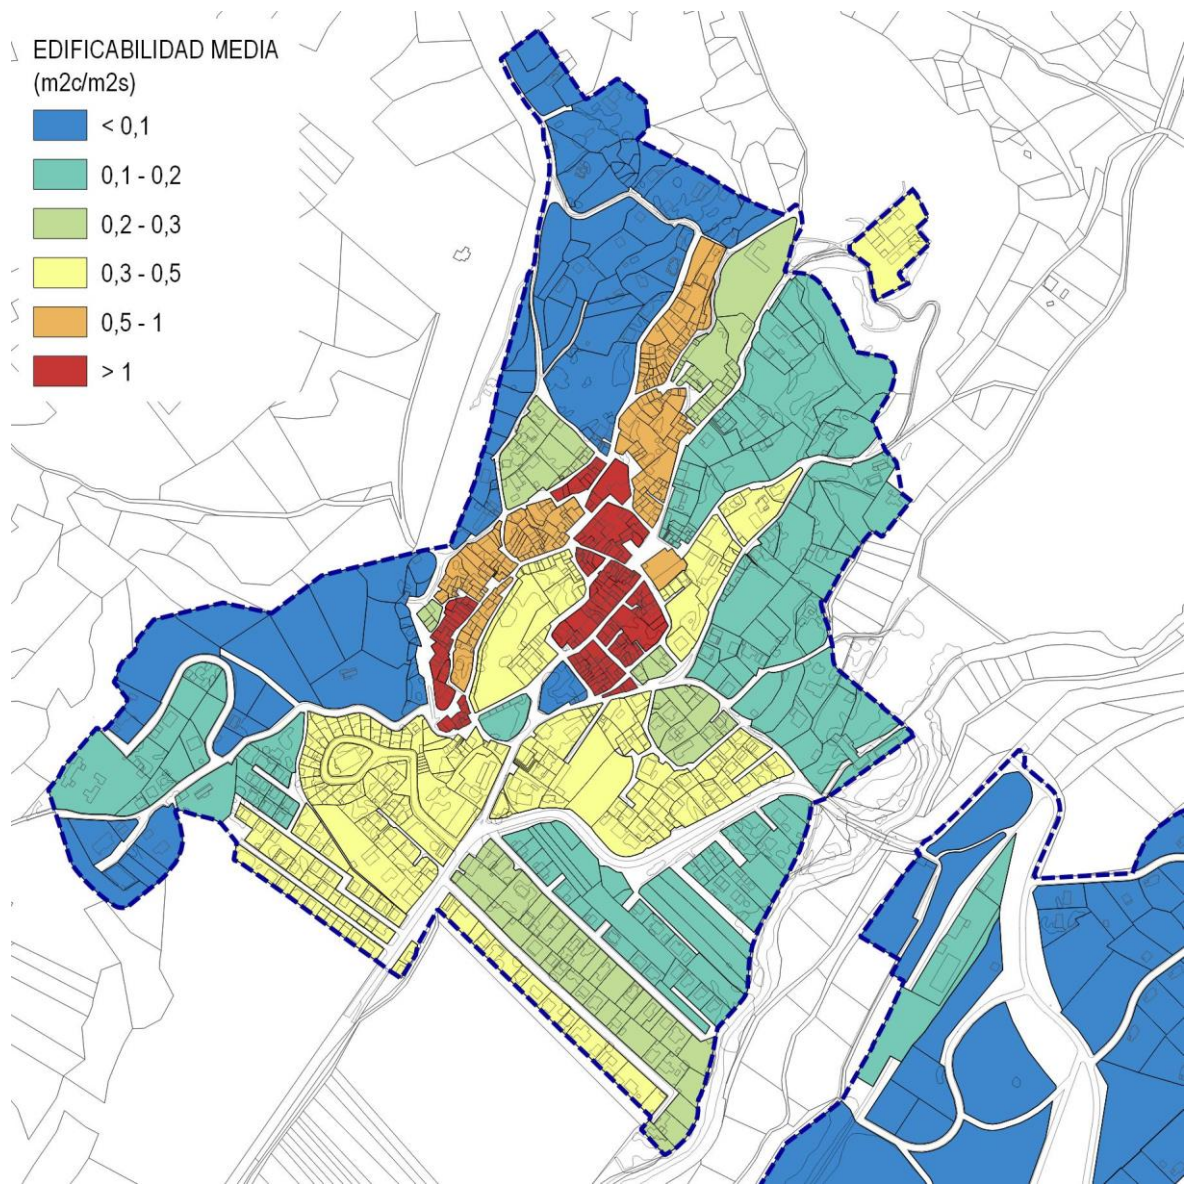 EDIFICABILIDAD MEDIA
(m2c/m2s)
< 0,1
0,1 - 0,2
0,2 - 0,3
0,3 - 0,5
0,5 - 1
> 1